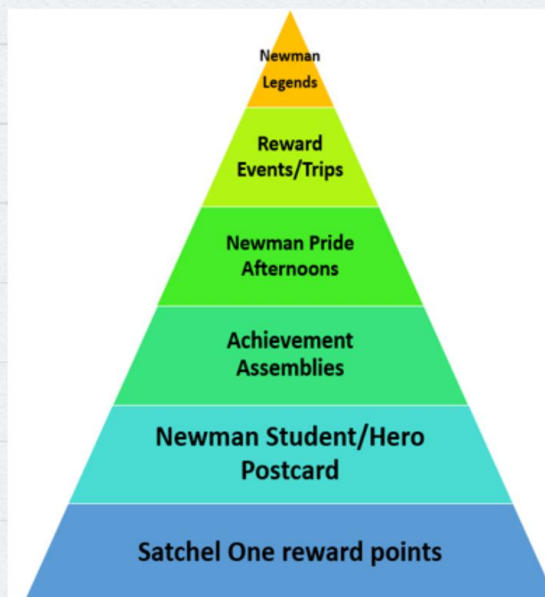 Newman
Legends
Reward
Events/Trips
Newman Pride
Afternoons
Achievement
Assemblies
Newman Student/Hero
Postcard
Satchel One reward points